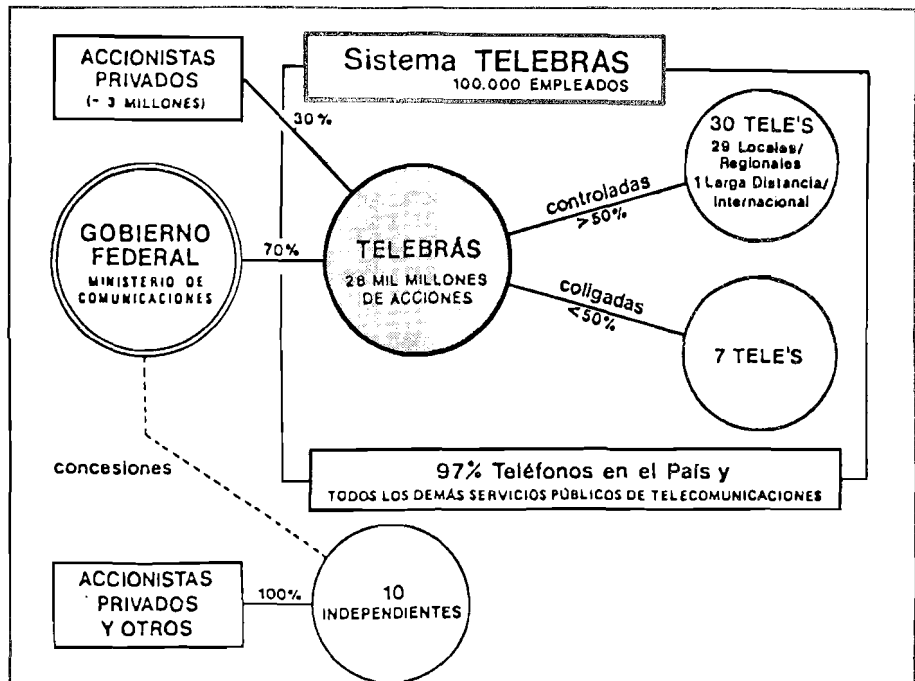 ACCIONISTAS
PRIVADOS
(~ 3 MILLONES)
Sistema TELEBRAS
100.000 EMPLEADOS
30%
30 TELE'S
29 Locales/
Regionales
1 Larga Distancia/
Internacional
controladas
>50%
GOBIERNO
FEDERAL
MINISTERIO DE
COMUNICACIONES
70%
TELEBRÁS
28 MIL MILLONES
DE ACCIONES
coligadas
<50%
7 TELE'S
concesiones
97% Teléfonos en el País y
TODOS LOS DEMÁS SERVICIOS PÚBLICOS DE TELECOMUNICACIONES
ACCIONISTAS
PRIVADOS
Y OTROS
100%
10
INDEPENDIENTES